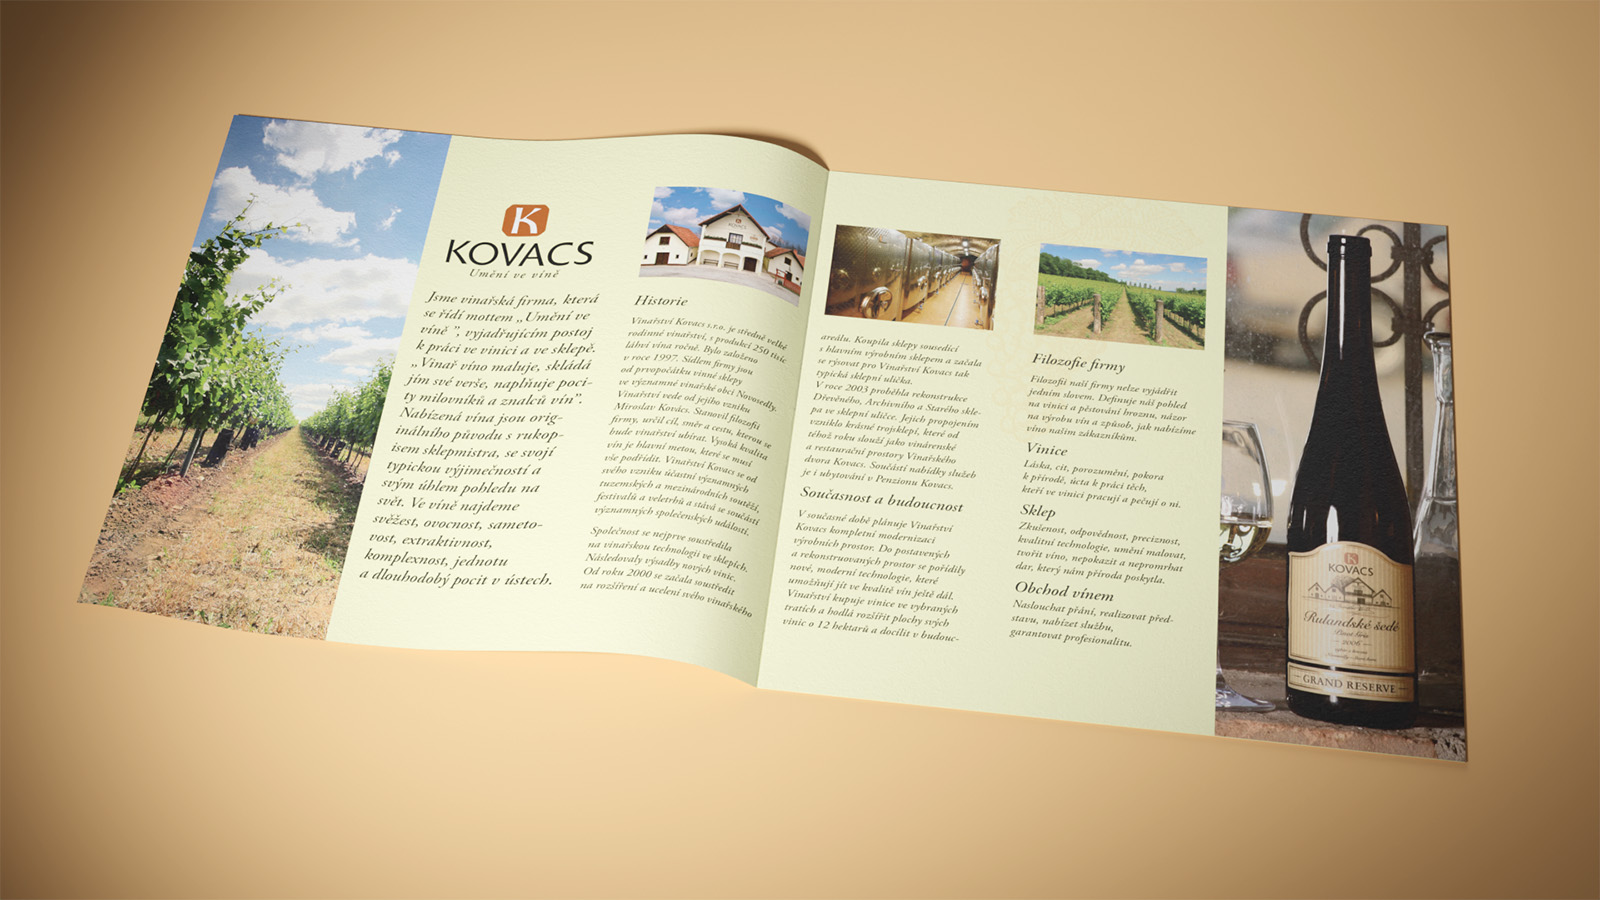 K
KOVACS
Umění ve víně
Jsme vinařská firma, která
se řídí mottem „Umění ve
víně ”, vyjadřujícím postoj
k práci ve vinici a ve sklepě.
„Vinař víno maluje, skládá
jím své verše, naplňuje poci-
ty milovníků a znalců vín”.
Nabízená vína jsou orig-
inálního původu s rukop-
isem sklepmistra, se svojí
typickou výjimečností a
svým úhlem pohledu na
svět. Ve víně najdeme
svěžest, ovocnost, sameto-
vost, extraktivnost,
komplexnost, jednotu
a dlouhodobý pocit v ústech.
Historie
Vinařství Kovacs s.r.o. je středně velké
rodinné vinařství, s produkcí 250 tisíc
láhví vína ročně. Bylo založeno
v roce 1997. Sídlem firmy jsou
od prvopočátku vinné sklepy
ve významné vinařské obci Novosedly.
Vinařství vede od jejího vzniku
Miroslav Kovács. Stanovil filozofii
firmy, určil cíl, směr a cestu, kterou se
bude vinařství ubírat. Vysoká kvalita
vín je hlavní metou, které se musí
vše podřídit. Vinařství Kovacs se od
svého vzniku účastní významných
tuzemských a mezinárodních soutěží,
festivalů a veletrhů a stává se součástí
významných společenských událostí.
Společnost se nejprve soustředila
na vinařskou technologii ve sklepích.
Následovaly výsadby nových vinic.
Od roku 2000 se začala soustředit
na rozšíření a ucelení svého vinařského
areálu. Koupila sklepy sousedící
s hlavním výrobním sklepem a začala
se rýsovat pro Vinařství Kovacs tak
typická sklepní ulička.
V roce 2003 proběhla rekonstrukce
Dřevěného, Archivního a Starého skle-
pa ve sklepní uličce. Jejich propojením
vzniklo krásné trojsklepí, které od
téhož roku slouží jako vinárenské
a restaurační prostory Vinařského
dvora Kovacs. Součástí nabídky služeb
je i ubytování v Penzionu Kovacs.
Současnost a budoucnost
V současné době plánuje Vinařství
Kovacs kompletní modernizaci
výrobních prostor. Do postavených
a rekonstruovaných prostor se pořídily
nové, moderní technologie, které
umožňují jít ve kvalitě vín ještě dál.
Vinařství kupuje vinice ve vybraných
tratích a hodlá rozšířit plochy svých
vinic o 12 hektarů a docílit v budouc-
Filozofie firmy
Filozofii naší firmy nelze vyjádřit
jedním slovem. Definuje náš pohled
na vinici a pěstování hroznu, názor
na výrobu vín a způsob, jak nabízíme
víno našim zákazníkům.
Vinice
Láska, cit, porozumění, pokora
k přírodě, úcta k práci těch,
kteří ve vinici pracují a pečují o ni.
Sklep
Zkušenost, odpovědnost, preciznost,
kvalitní technologie, umění malovat,
tvořit víno, nepokazit a nepromrhat
dar, který nám příroda poskytla.
Obchod vínem
Naslouchat přání, realizovat před-
stavu, nabízet službu,
garantovat profesionalitu.
K
KOVACS
Rulandské šedé
Pinot Gris
2006
GRAND RESERVE